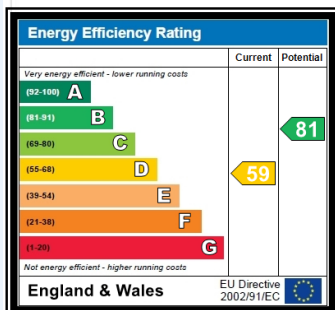 Energy Efficiency Rating
Current Potential
Very energy efficient - lower running costs
(92-100) A
(81-91) B
81
(69-80) C
(55-68) D
59
(39-54) E
(21-38) F
(1-20) G
Not energy efficient - higher running costs
England & Wales
EU Directive
2002/91/EC